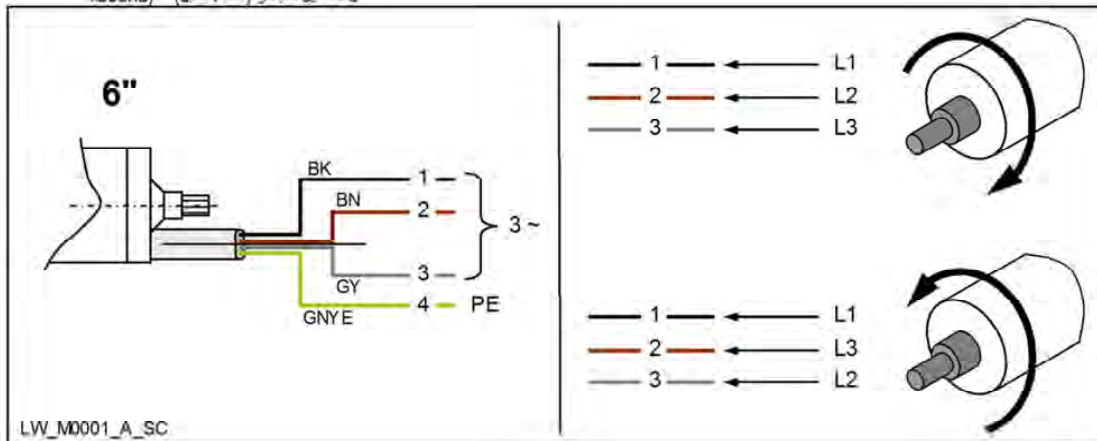 6"
BK
1
BN
2
3 ~
3
GY
4
PE
GNYE
LW_M0001_A_SC
1 L1
2 L2
3 L3
1 L1
2 L3
3 L2